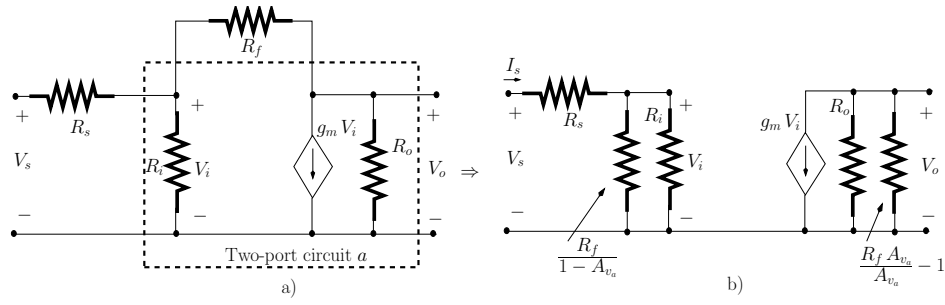 R_f
R_s
+
V_s
−
R_i
+
V_i
−
g_m V_i
R_o
+
V_o
−
Two-port circuit a
a)
⇒
I_s
+
R_s
V_s
−
R_i
+
V_i
−
R_f / (1 − A_{v_a})
g_m V_i
R_o
+
V_o
−
\frac{R_f A_{v_a}}{A_{v_a}} − 1
b)